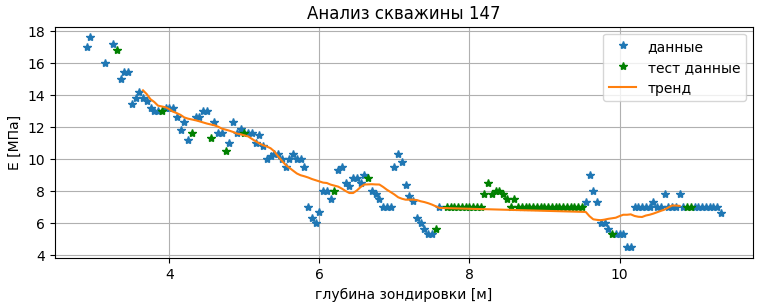 Анализ скважины 147
E [МПа]
18
16
14
12
10
8
6
4
данные
тест данные
тренд
4
6
8
10
глубина зондировки [м]